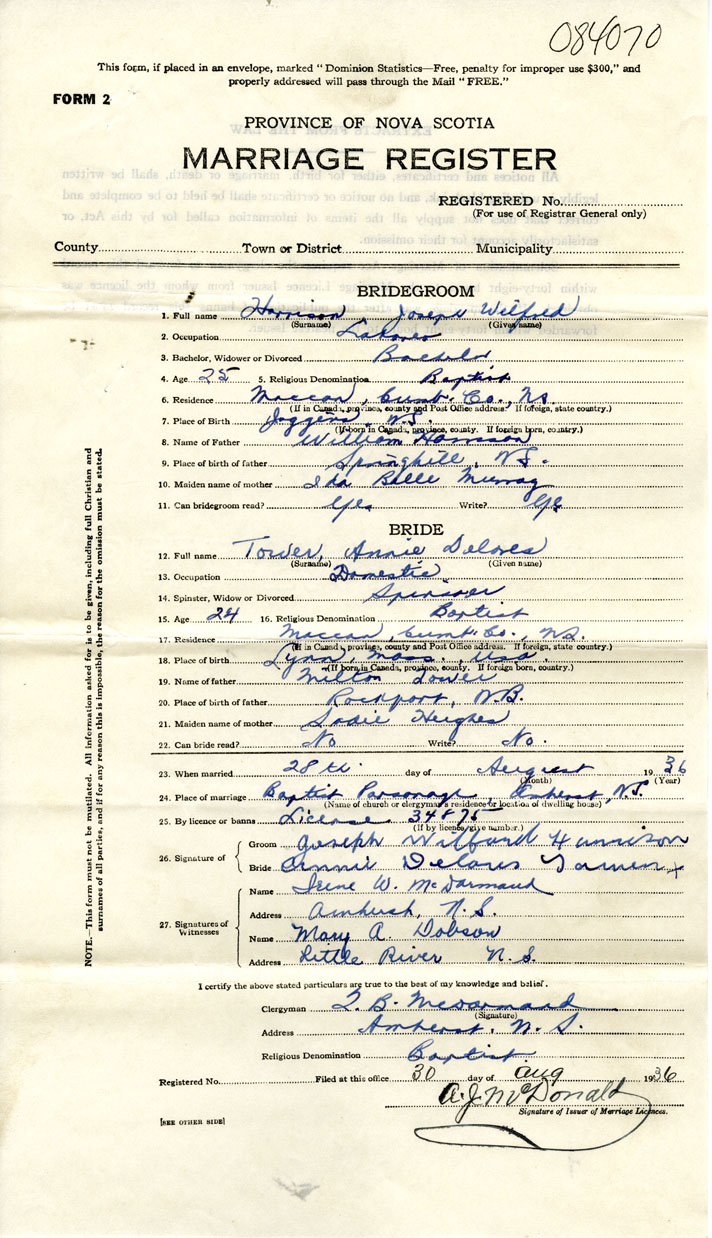 084070
This form, if placed in an envelope, marked "Dominion Statistics—Free, penalty for improper use $300," and
properly addressed will pass through the Mail "FREE."
FORM 2
PROVINCE OF NOVA SCOTIA
MARRIAGE REGISTER
REGISTERED No.
(For use of Registrar General only)
County Town or District Municipality
BRIDEGROOM
1. Full name Harrison Joseph Wilfred
(Surname) (Given name)
2. Occupation Laborer
3. Bachelor, Widower or Divorced Bachelor
4. Age 25 5. Religious Denomination Baptist
6. Residence Maccan, Cumb. Co., N.S.
(If in Canada, province, county and Post Office address. If foreign, state country.)
7. Place of Birth Joggins, N.S.
(If born in Canada, province, county. If foreign born, country.)
8. Name of Father William Harrison
9. Place of birth of father Springhill, N.S.
10. Maiden name of mother Ida Belle Murray
11. Can bridegroom read? Yes Write? Yes
BRIDE
12. Full name Tower, Annie Delores
(Surname) (Given name)
13. Occupation Domestic
14. Spinster, Widow or Divorced Spinster
15. Age 24 16. Religious Denomination Baptist
17. Residence Maccan, Cumb. Co., N.S.
(If in Canada, province, county and Post Office address. If foreign, state country.)
18. Place of birth Lynn, Mass., USA.
(If born in Canada, province, county. If foreign born, country.)
19. Name of father Milton Tower
20. Place of birth of father Rockport, N.B.
21. Maiden name of mother Sadie Hughes
22. Can bride read? No Write? No.
23. When married 28th day of August 1936
(Month) (Year)
24. Place of marriage Baptist Parsonage, Amherst, N.S.
(Name of church or clergyman's residence or location of dwelling house)
25. By licence or banns License 34875
(If by licence, give number.)
26. Signature of
Groom Joseph Wilfurd Harrison
Bride Annie Delores +
27. Signatures of Witnesses
Name Irene W. McDormand
Address Amherst, N.S.
Name Mary A. Dobson
Address Little River N.S.
I certify the above stated particulars are true to the best of my knowledge and belief.
Clergyman B. McDormand
(Signature)
Address Amherst, N.S.
Religious Denomination Baptist
Registered No. Filed at this office 30 day of Aug 1936
A.J. McDonald
Signature of Issuer of Marriage Licences.
[SEE OTHER SIDE]
NOTE.—This form must not be mutilated. All information asked for is to be given, including full Christian and
surnames of all parties, and if for any reason this is impossible, the reason for the omission must be stated.